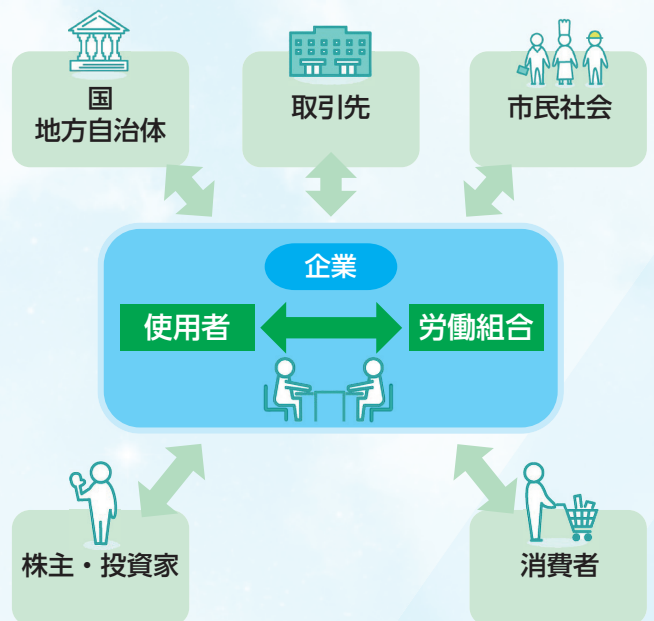 国
地方自治体
取引先
市民社会
企業
使用者
労働組合
株主・投資家
消費者